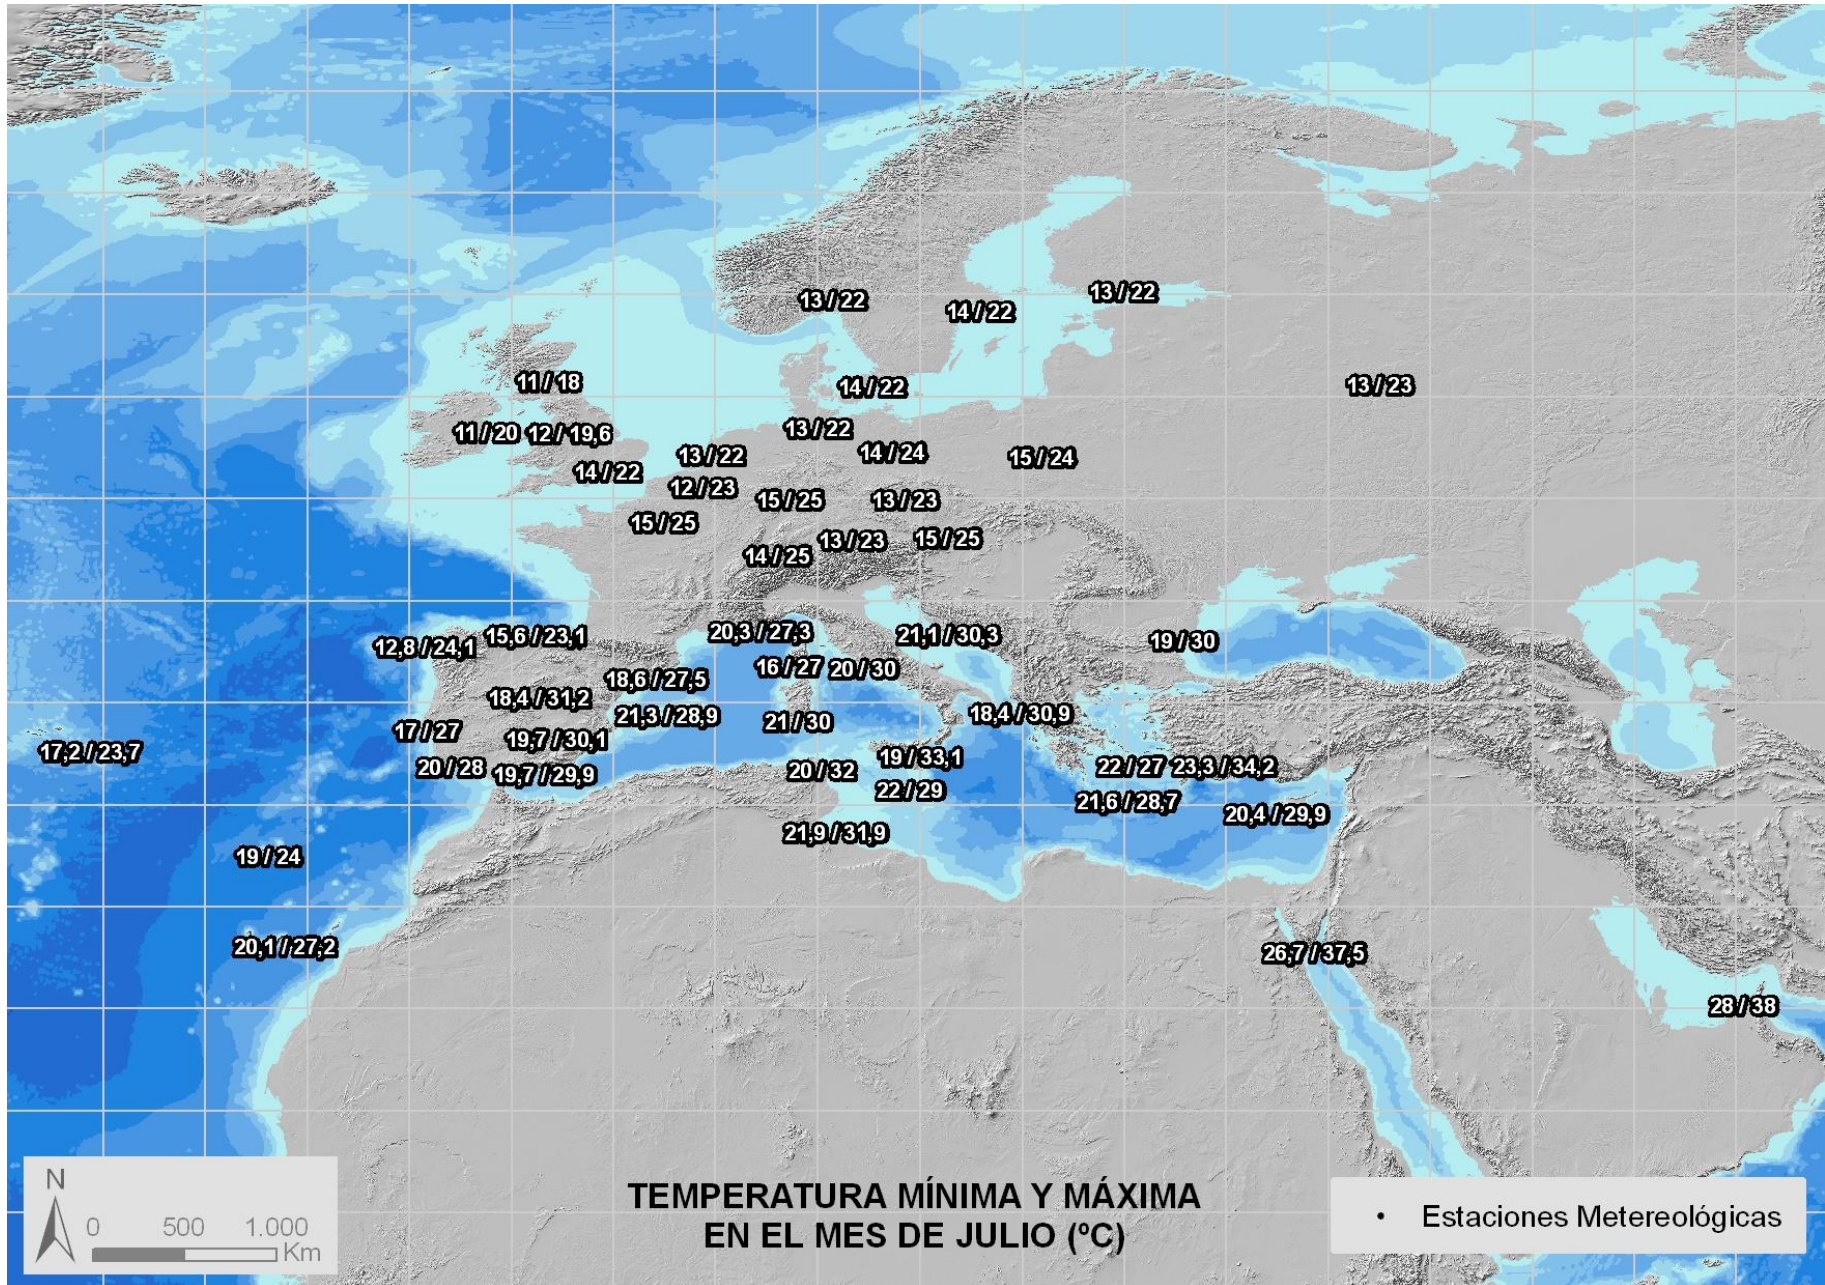 13 / 22
14 / 22
13 / 22
11 / 18
14 / 22
13 / 23
11 / 20
12 / 19,6
13 / 22
14 / 22
13 / 22
14 / 24
15 / 24
12 / 23
15 / 25
13 / 23
15 / 25
14 / 25
13 / 23
15 / 25
12,8 / 24,1
15,6 / 23,1
20,3 / 27,3
21,1 / 30,3
19 / 30
18,6 / 27,5
16 / 27
20 / 30
18,4 / 31,2
21,3 / 28,9
21 / 30
18,4 / 30,9
17,2 / 23,7
17 / 27
19,7 / 30,1
20 / 28
19,7 / 29,9
20 / 32
19 / 33,1
22 / 29
22 / 27
23,3 / 34,2
21,6 / 28,7
20,4 / 29,9
21,9 / 31,9
19 / 24
20,1 / 27,2
26,7 / 37,5
28 / 38
N
0 500 1.000
Km
TEMPERATURA MÍNIMA Y MÁXIMA
EN EL MES DE JULIO (ºC)
Estaciones Metereológicas